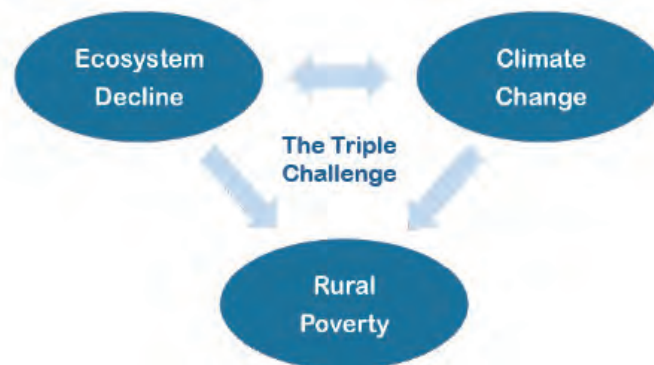 Ecosystem
Decline
Climate
Change
The Triple
Challenge
Rural
Poverty